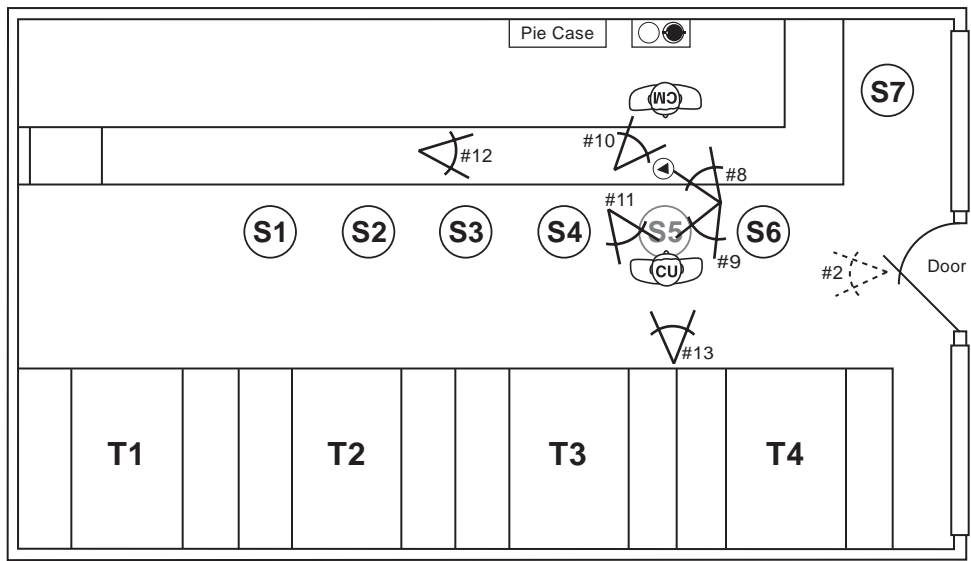 Pie Case
CM
S7
#10
#12
#8
#11
S1
S2
S3
S4
S5
S6
#9
CU
#2
Door
#13
T1
T2
T3
T4